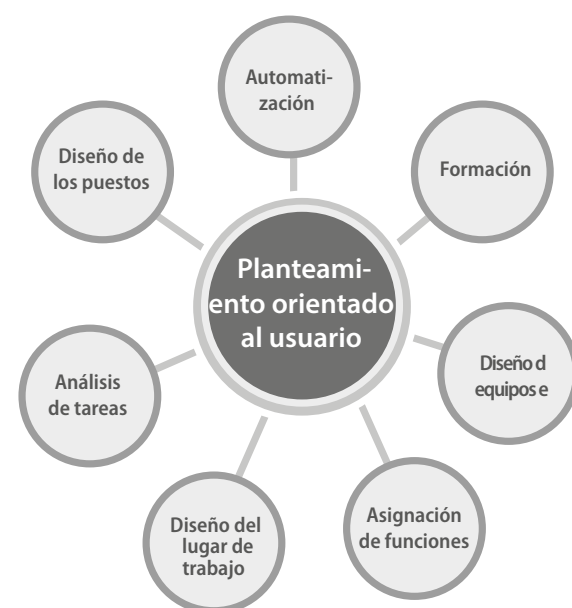 Automati-
zación
Formación
Diseño d
equipos e
Asignación
de funciones
Diseño del
lugar de
trabajo
Análisis
de tareas
Diseño de
los puestos
Planteami-
ento orientado
al usuario